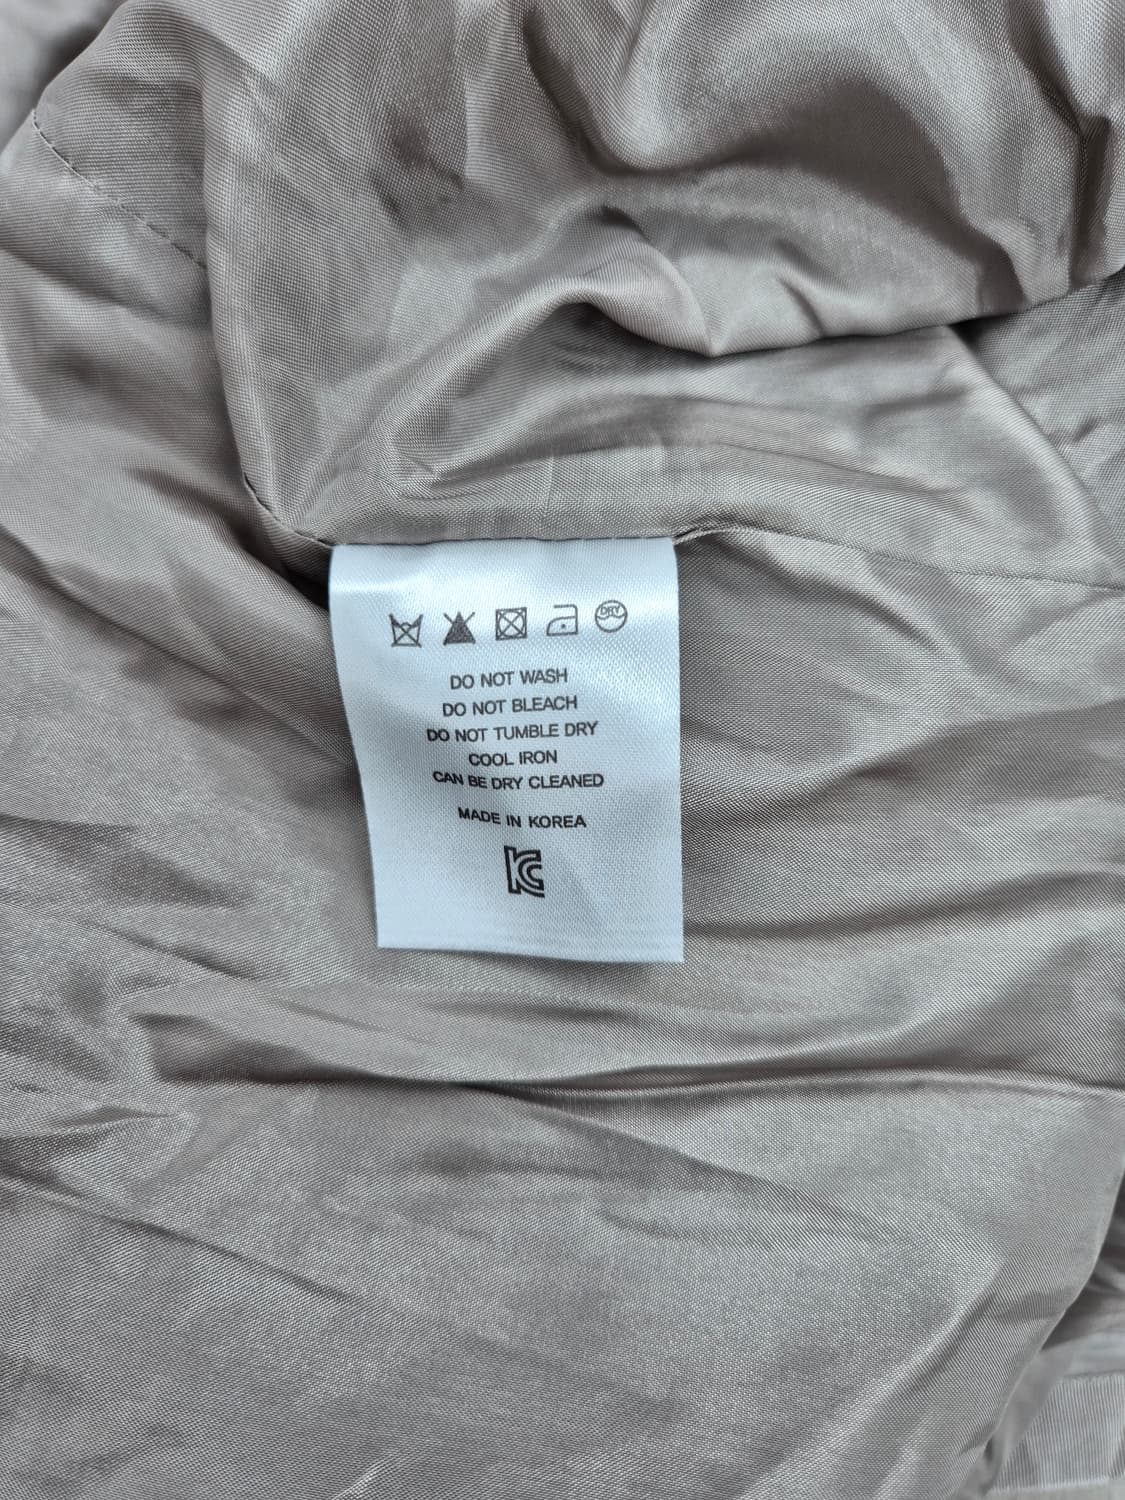 DRY
DO NOT WASH
DO NOT BLEACH
DO NOT TUMBLE DRY
COOL IRON
CAN BE DRY CLEANED
MADE IN KOREA
KC